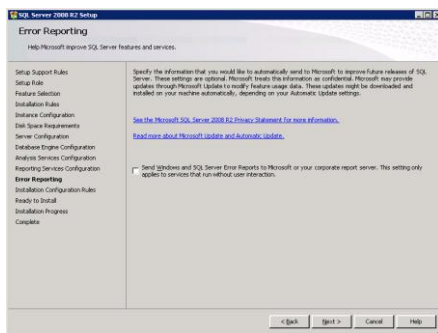 SQL Server 2008 R2 Setup
Error Reporting
Help Microsoft improve SQL Server features and services.
Setup Support Rules
Setup Role
Feature Selection
Installation Rules
Instance Configuration
Disk Space Requirements
Server Configuration
Database Engine Configuration
Analysis Services Configuration
Reporting Services Configuration
Error Reporting
Installation Configuration Rules
Ready to Install
Installation Progress
Complete
Specify the information that you would like to automatically send to Microsoft to improve future releases of SQL
Server. These settings are optional. Microsoft treats this information as confidential. Microsoft may provide
updates through Microsoft Update to modify feature usage data. These updates might be downloaded and
installed on your machine automatically, depending on your Automatic Update settings.
See the Microsoft SQL Server 2008 R2 Privacy Statement for more information.
Read more about Microsoft Update and Automatic Update.
Send Windows and SQL Server Error Reports to Microsoft or your corporate report server. This setting only
applies to services that run without user interaction.
< Back
Next >
Cancel
Help